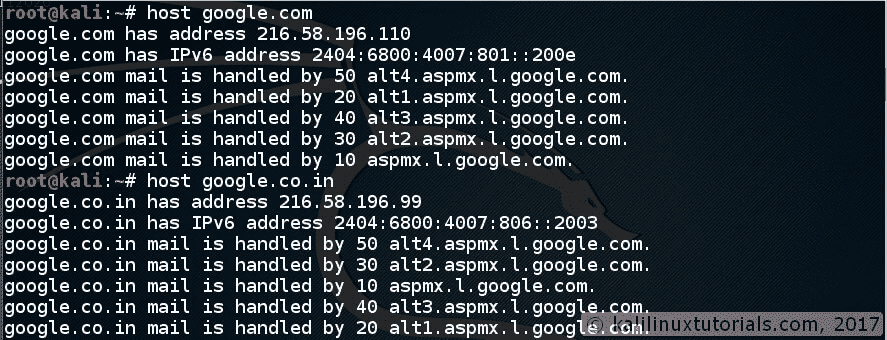 root@kali:~# host google.com
google.com has address 216.58.196.110
google.com has IPv6 address 2404:6800:4007:801::200e
google.com mail is handled by 50 alt4.aspmx.l.google.com.
google.com mail is handled by 20 alt1.aspmx.l.google.com.
google.com mail is handled by 40 alt3.aspmx.l.google.com.
google.com mail is handled by 30 alt2.aspmx.l.google.com.
google.com mail is handled by 10 aspmx.l.google.com.
root@kali:~# host google.co.in
google.co.in has address 216.58.196.99
google.co.in has IPv6 address 2404:6800:4007:806::2003
google.co.in mail is handled by 50 alt4.aspmx.l.google.com.
google.co.in mail is handled by 30 alt2.aspmx.l.google.com.
google.co.in mail is handled by 10 aspmx.l.google.com.
google.co.in mail is handled by 40 alt3.aspmx.l.google.com.
google.co.in mail is handled by 20 alt1.aspmx.l.google.com.
© kalilinuxtutorials.com, 2017